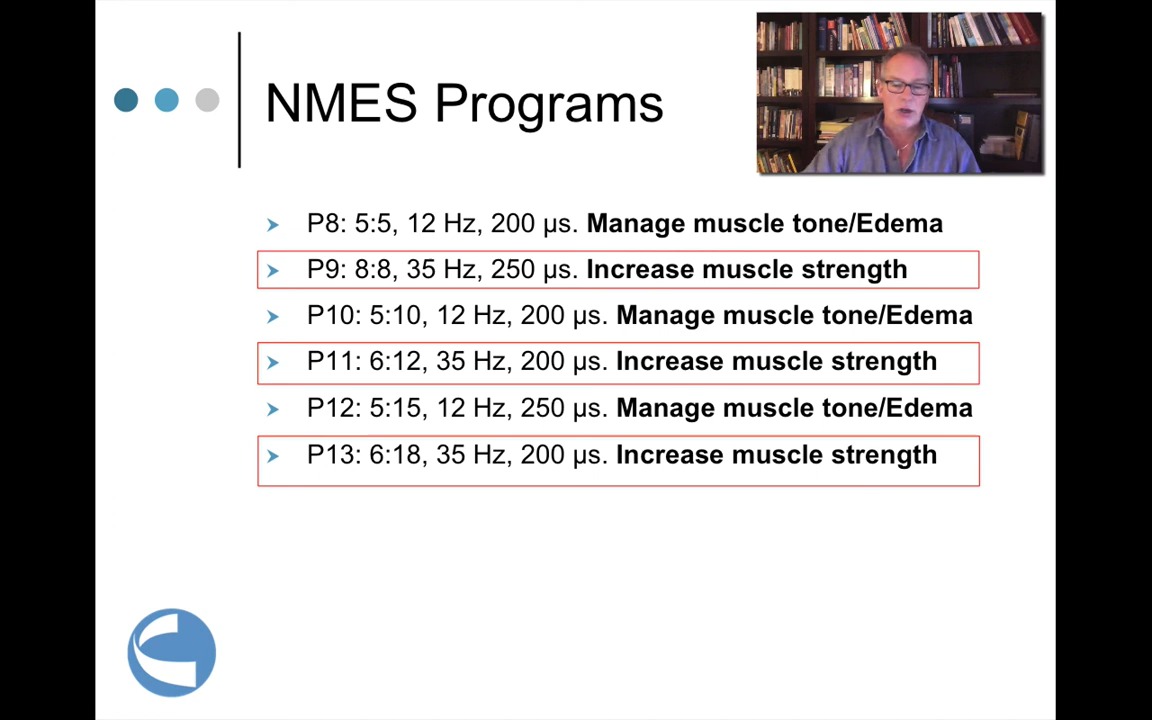 NMES Programs
P8: 5:5, 12 Hz, 200 µs. Manage muscle tone/Edema
P9: 8:8, 35 Hz, 250 µs. Increase muscle strength
P10: 5:10, 12 Hz, 200 µs. Manage muscle tone/Edema
P11: 6:12, 35 Hz, 200 µs. Increase muscle strength
P12: 5:15, 12 Hz, 250 µs. Manage muscle tone/Edema
P13: 6:18, 35 Hz, 200 µs. Increase muscle strength